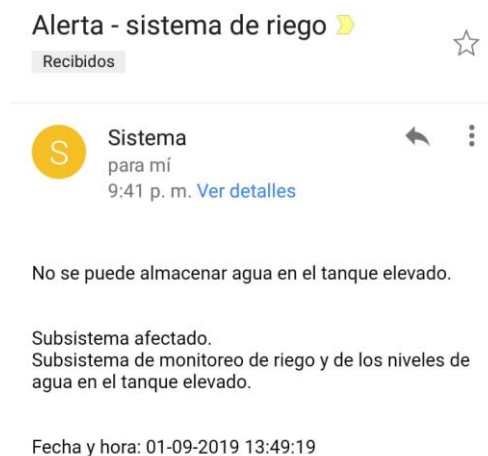 Alerta - sistema de riego
Recibidos
S
Sistema
para mí
9:41 p. m. Ver detalles
No se puede almacenar agua en el tanque elevado.
Subsistema afectado.
Subsistema de monitoreo de riego y de los niveles de
agua en el tanque elevado.
Fecha y hora: 01-09-2019 13:49:19